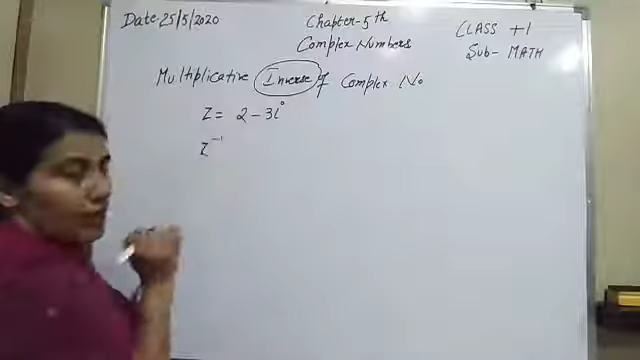 Date-25/5/2020
Chapter-5th
Complex Numbers
CLASS +1
Sub- MATH
Multiplicative Inverse of Complex No
Z = 2 - 3i
Z⁻¹